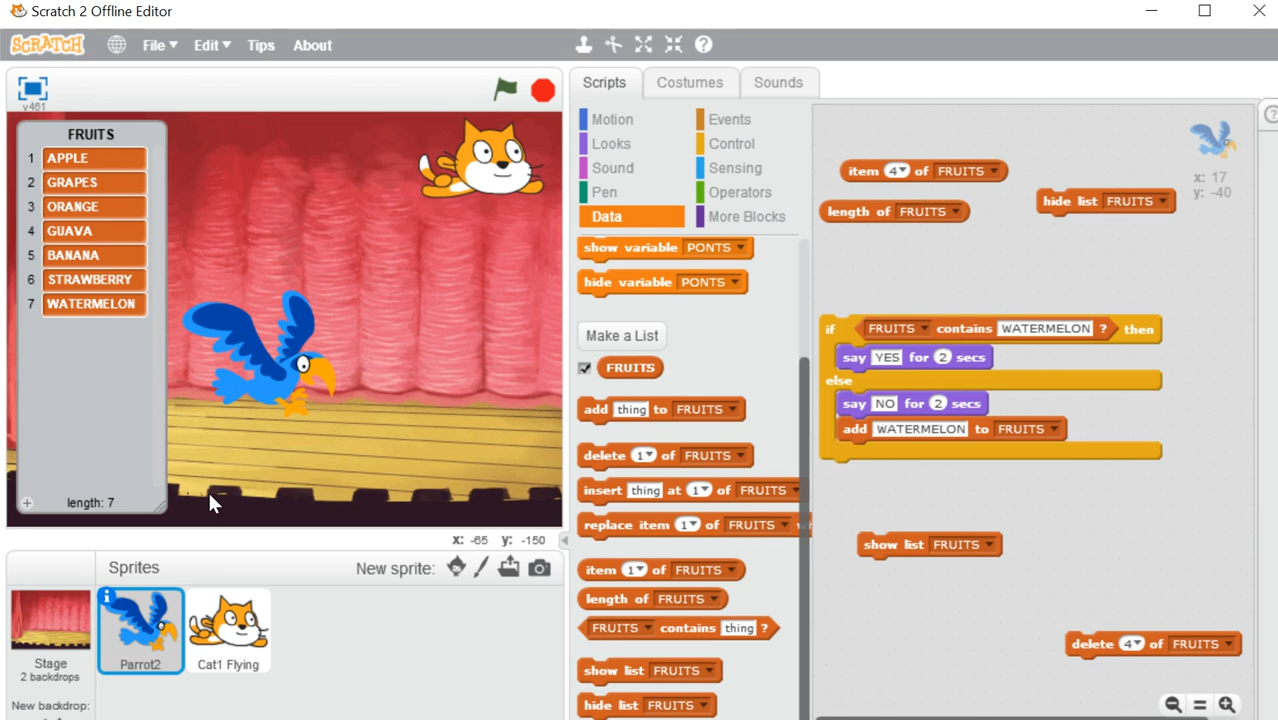 Scratch 2 Offline Editor
SCRATCH File Edit Tips About
v461
FRUITS
1 APPLE
2 GRAPES
3 ORANGE
4 GUAVA
5 BANANA
6 STRAWBERRY
7 WATERMELON
+ length: 7
x: -65 y: -150
Sprites New sprite:
Stage
2 backdrops
New backdrop:
Parrot2
Cat1 Flying
Scripts Costumes Sounds
Motion Events
Looks Control
Sound Sensing
Pen Operators
Data More Blocks
show variable PONTS
hide variable PONTS
Make a List
FRUITS
add thing to FRUITS
delete 1 of FRUITS
insert thing at 1 of FRUITS
replace item 1 of FRUITS
item 1 of FRUITS
length of FRUITS
FRUITS contains thing ?
show list FRUITS
hide list FRUITS
item 4 of FRUITS
length of FRUITS
hide list FRUITS
x: 17
y: -40
if FRUITS contains WATERMELON ? then
say YES for 2 secs
else
say NO for 2 secs
add WATERMELON to FRUITS
show list FRUITS
delete 4 of FRUITS